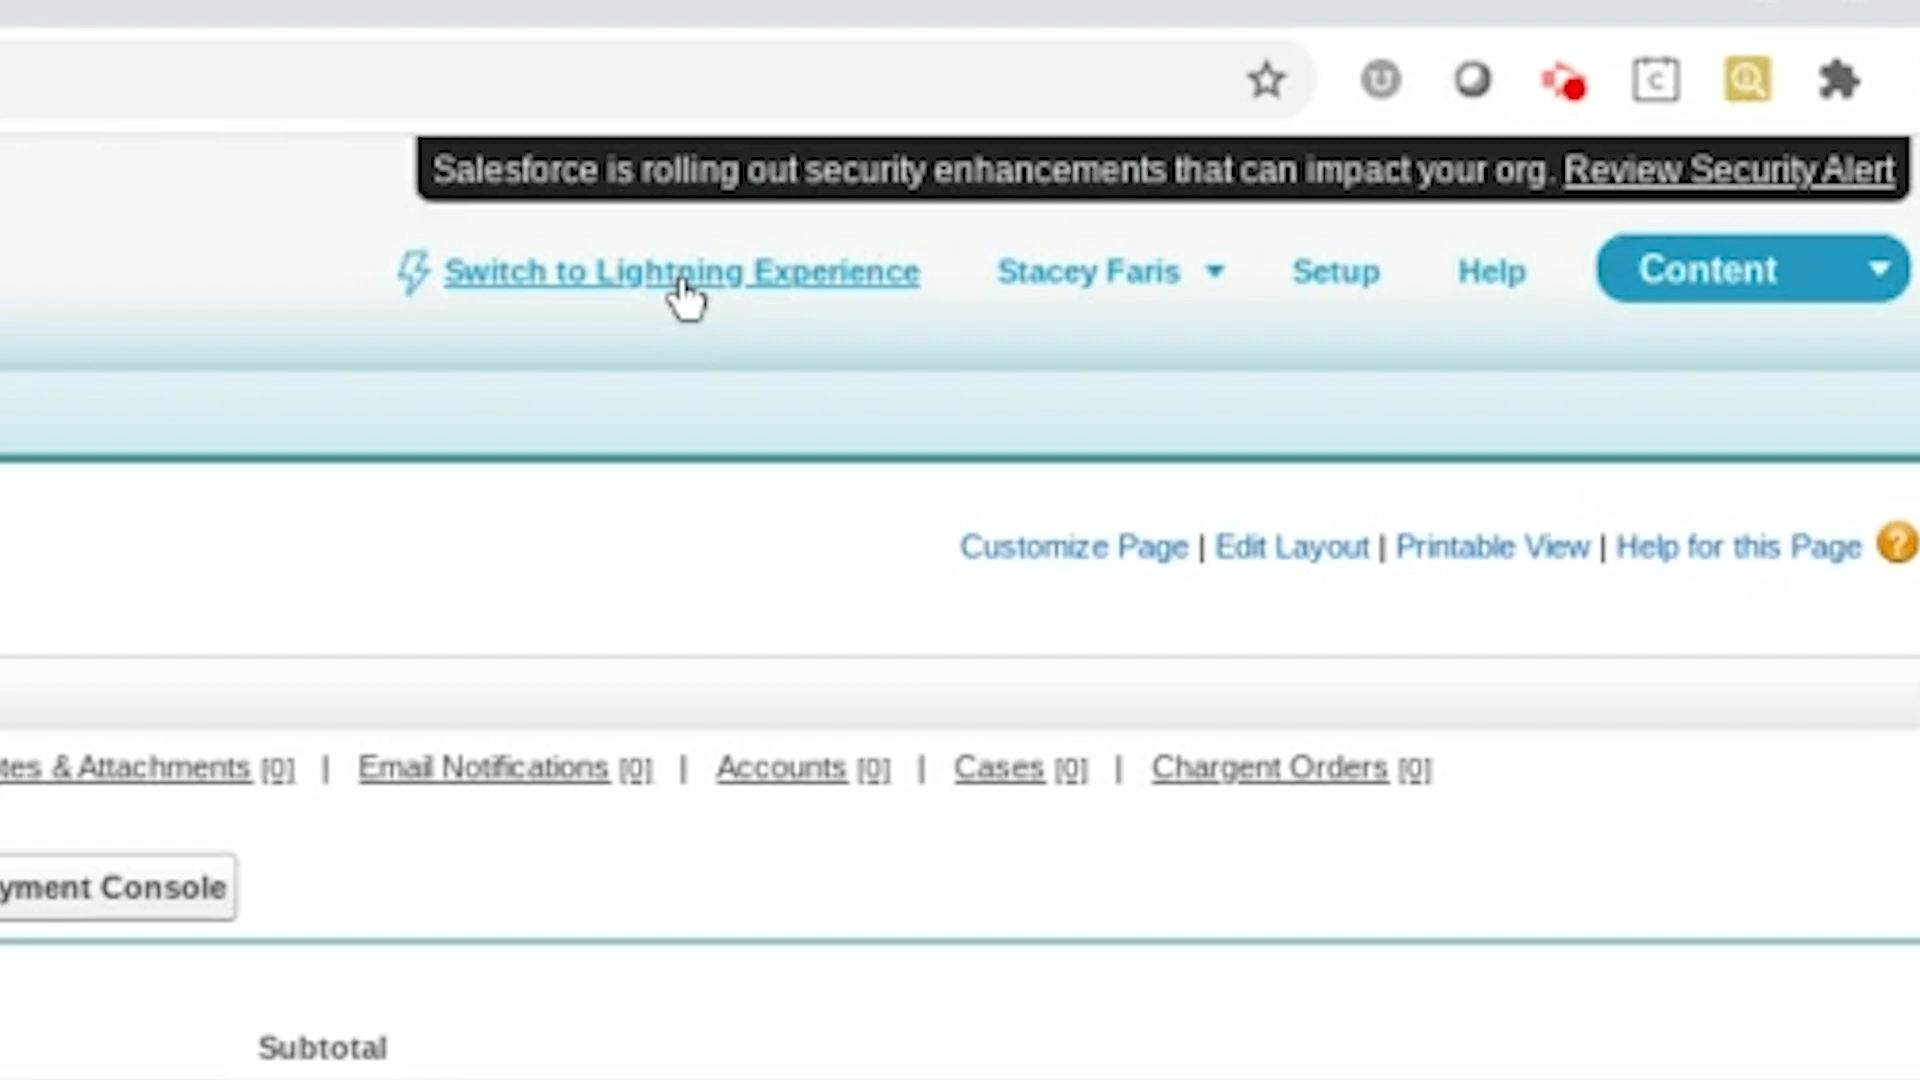 Salesforce is rolling out security enhancements that can impact your org. Review Security Alert
Switch to Lightning Experience Stacey Faris Setup Help Content
Customize Page | Edit Layout | Printable View | Help for this Page ?
tes & Attachments [0] | Email Notifications [0] | Accounts [0] | Cases [0] | Chargent Orders [0]
yment Console
Subtotal